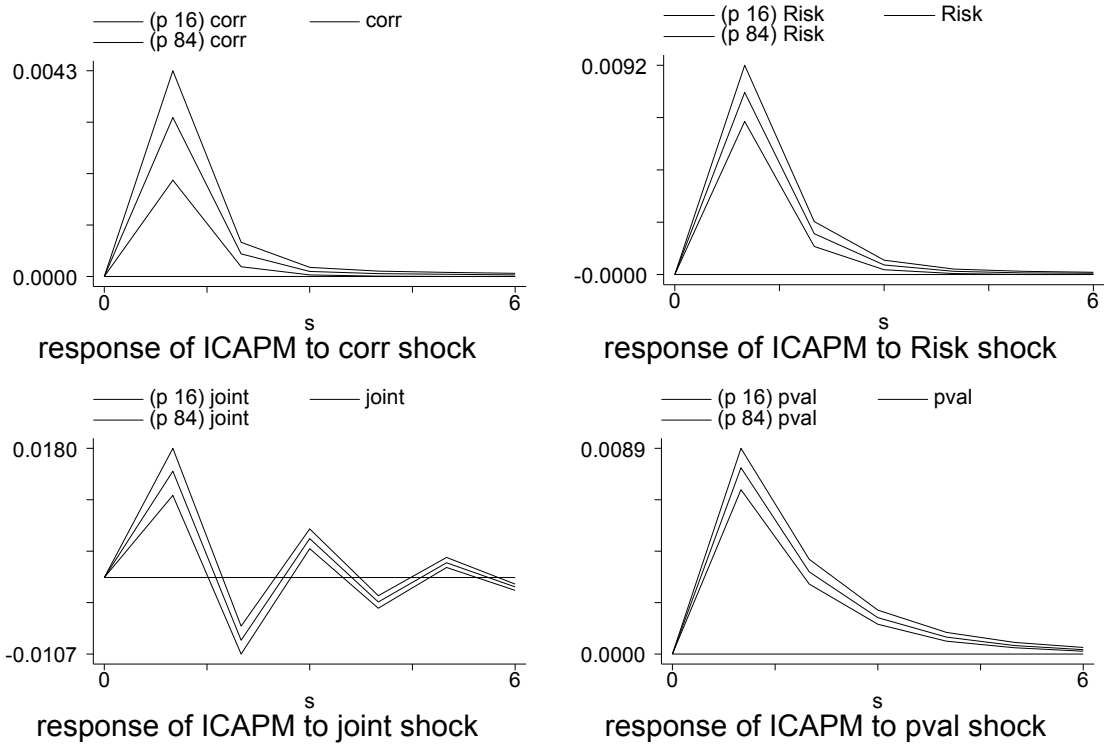 (p 16) corr corr
(p 84) corr
0.0043
0.0000
0 6
s
response of ICAPM to corr shock
(p 16) Risk Risk
(p 84) Risk
0.0092
-0.0000
0 6
s
response of ICAPM to Risk shock
(p 16) joint joint
(p 84) joint
0.0180
-0.0107
0 6
s
response of ICAPM to joint shock
(p 16) pval pval
(p 84) pval
0.0089
0.0000
0 6
s
response of ICAPM to pval shock